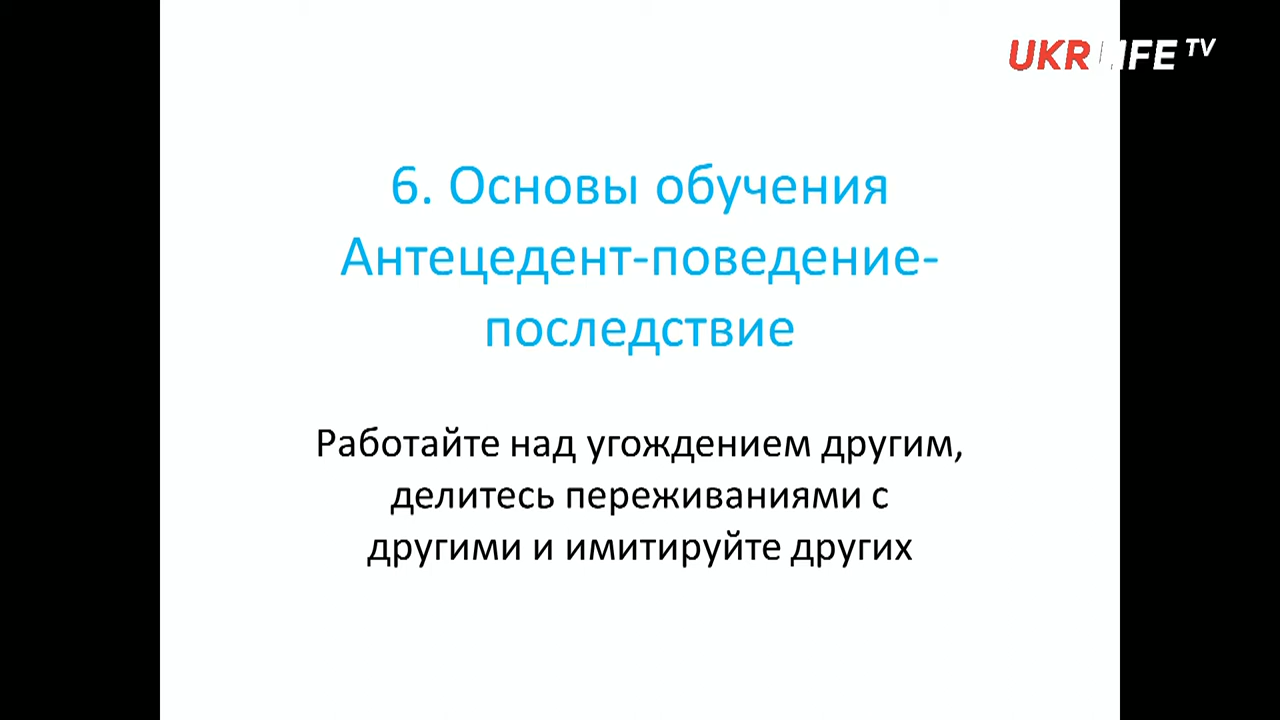 UKRLIFE TV
6. Основы обучения
Антецедент-поведение-
последствие
Работайте над угождением другим,
делитесь переживаниями с
другими и имитируйте других